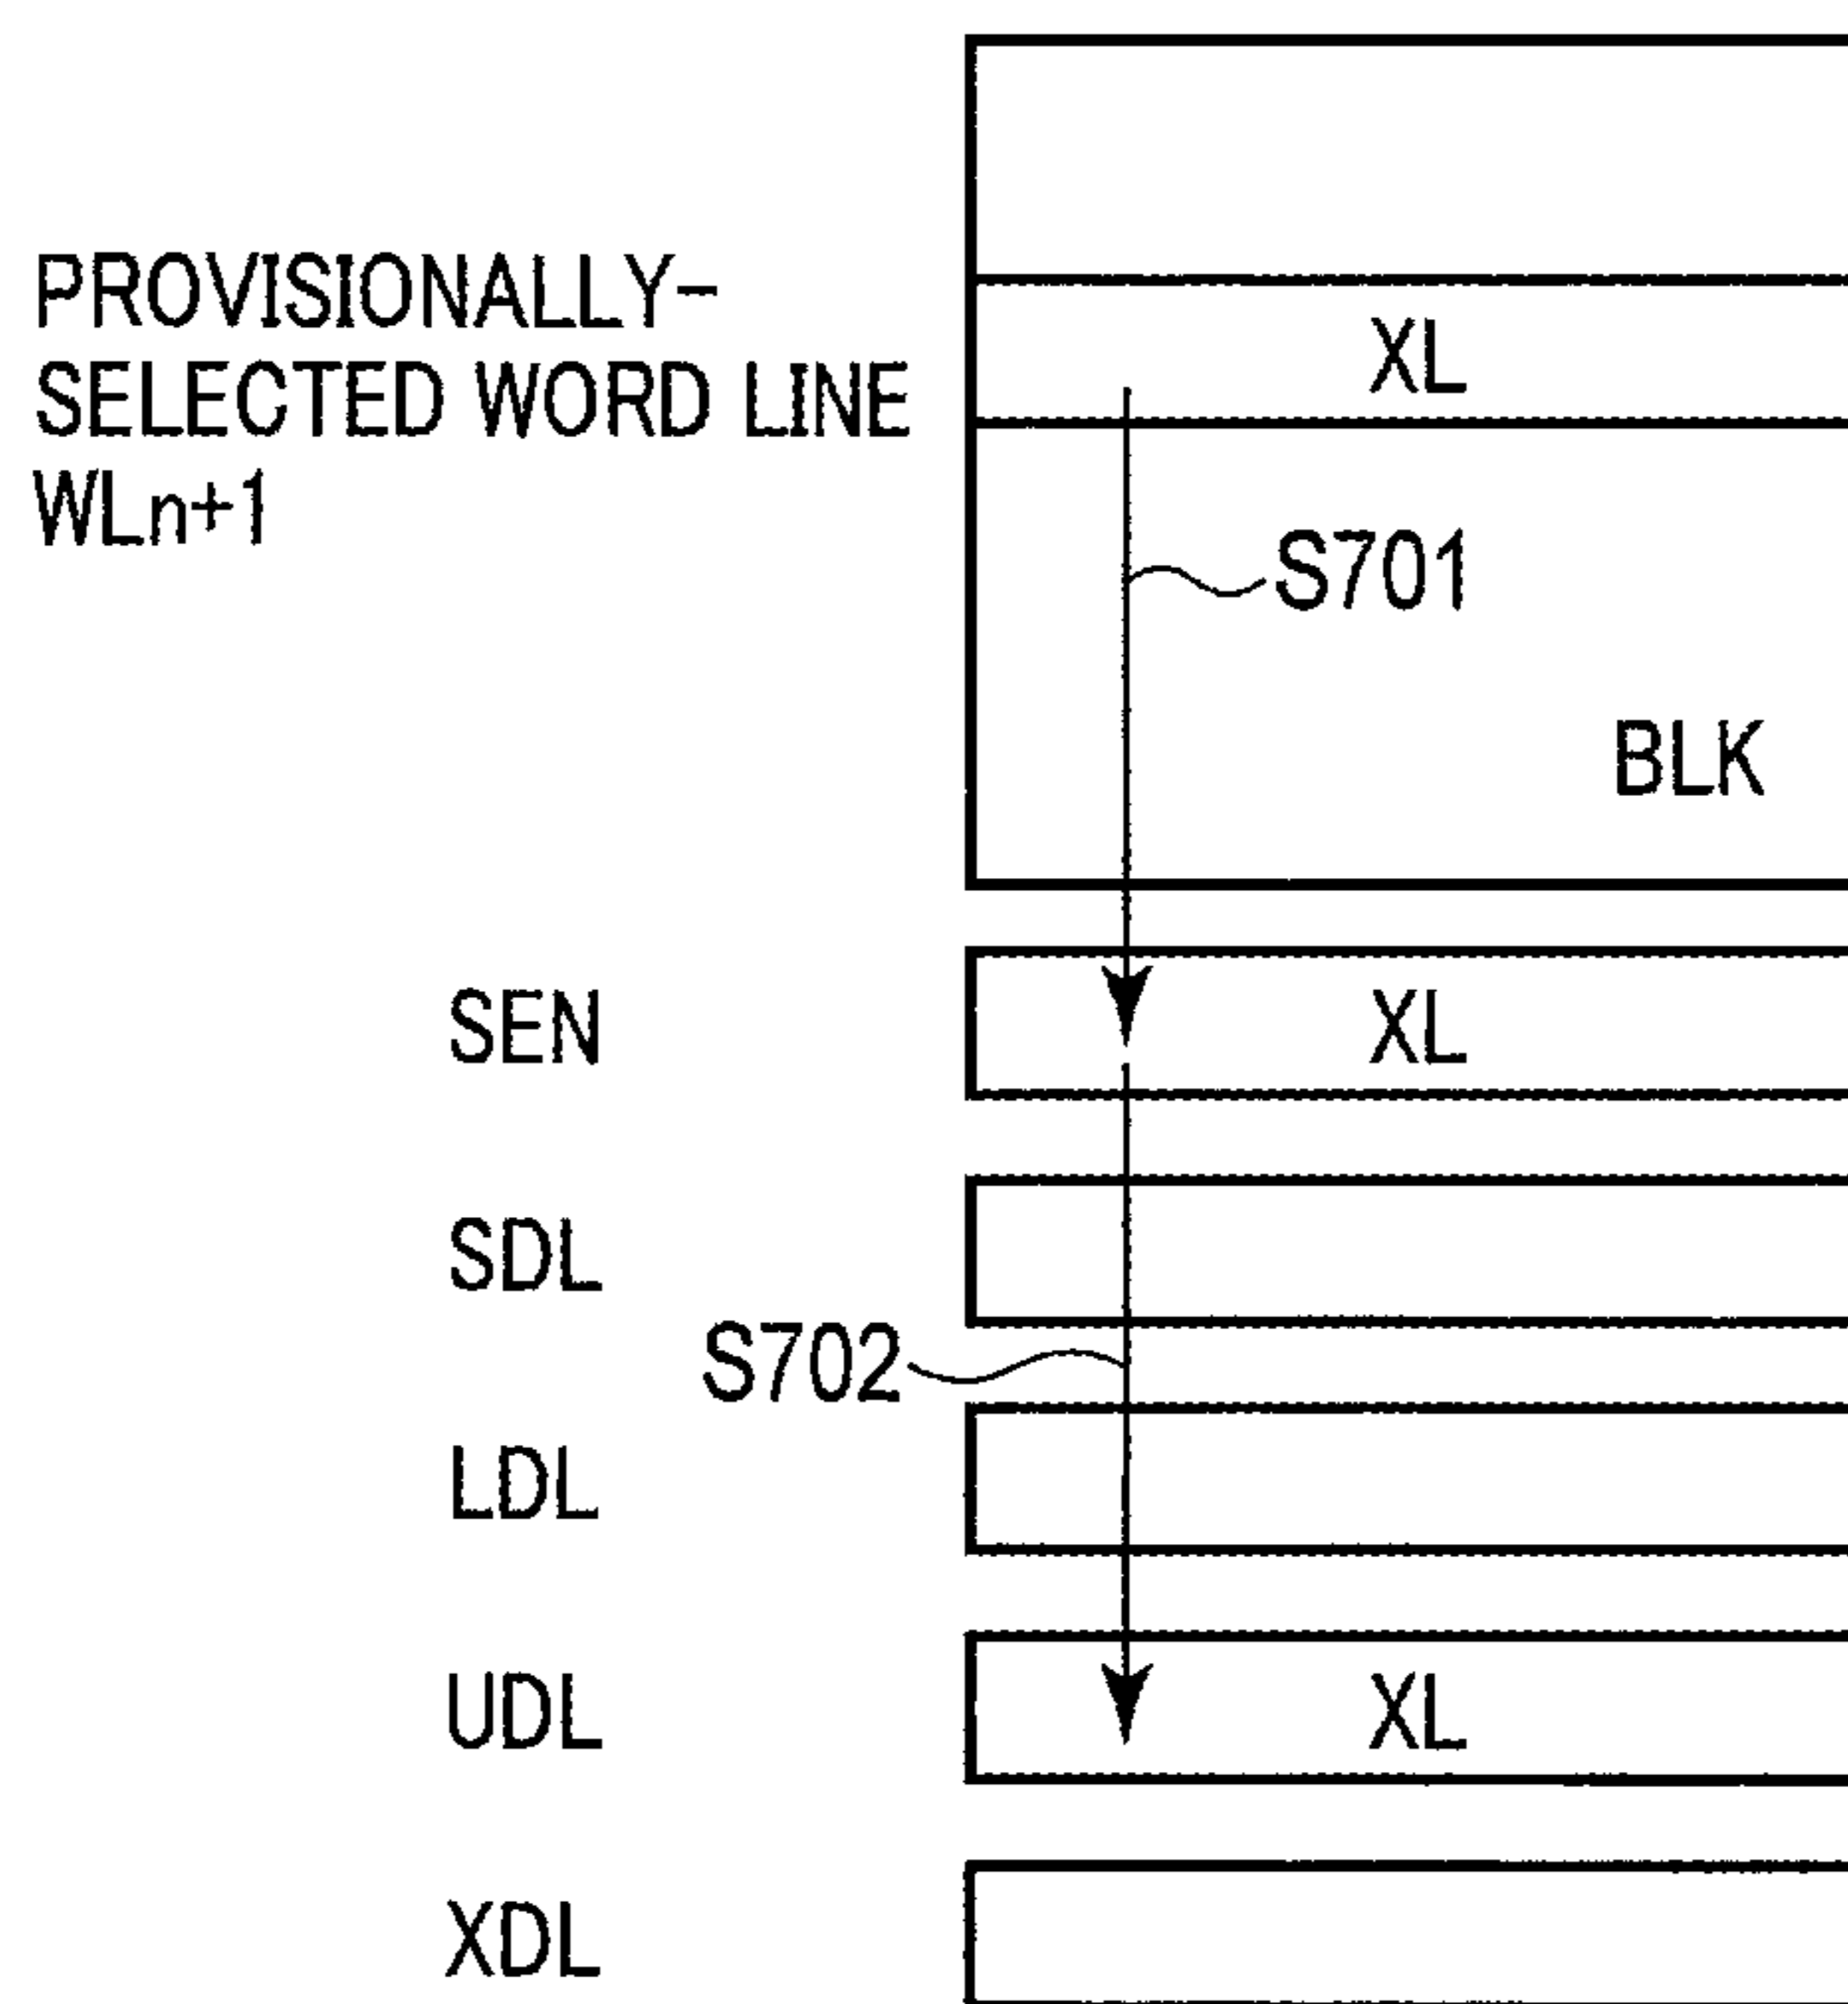 PROVISIONALLY-
SELECTED WORD LINE
WLn+1
XL
S701
BLK
SEN
XL
SDL
S702
LDL
UDL
XL
XDL